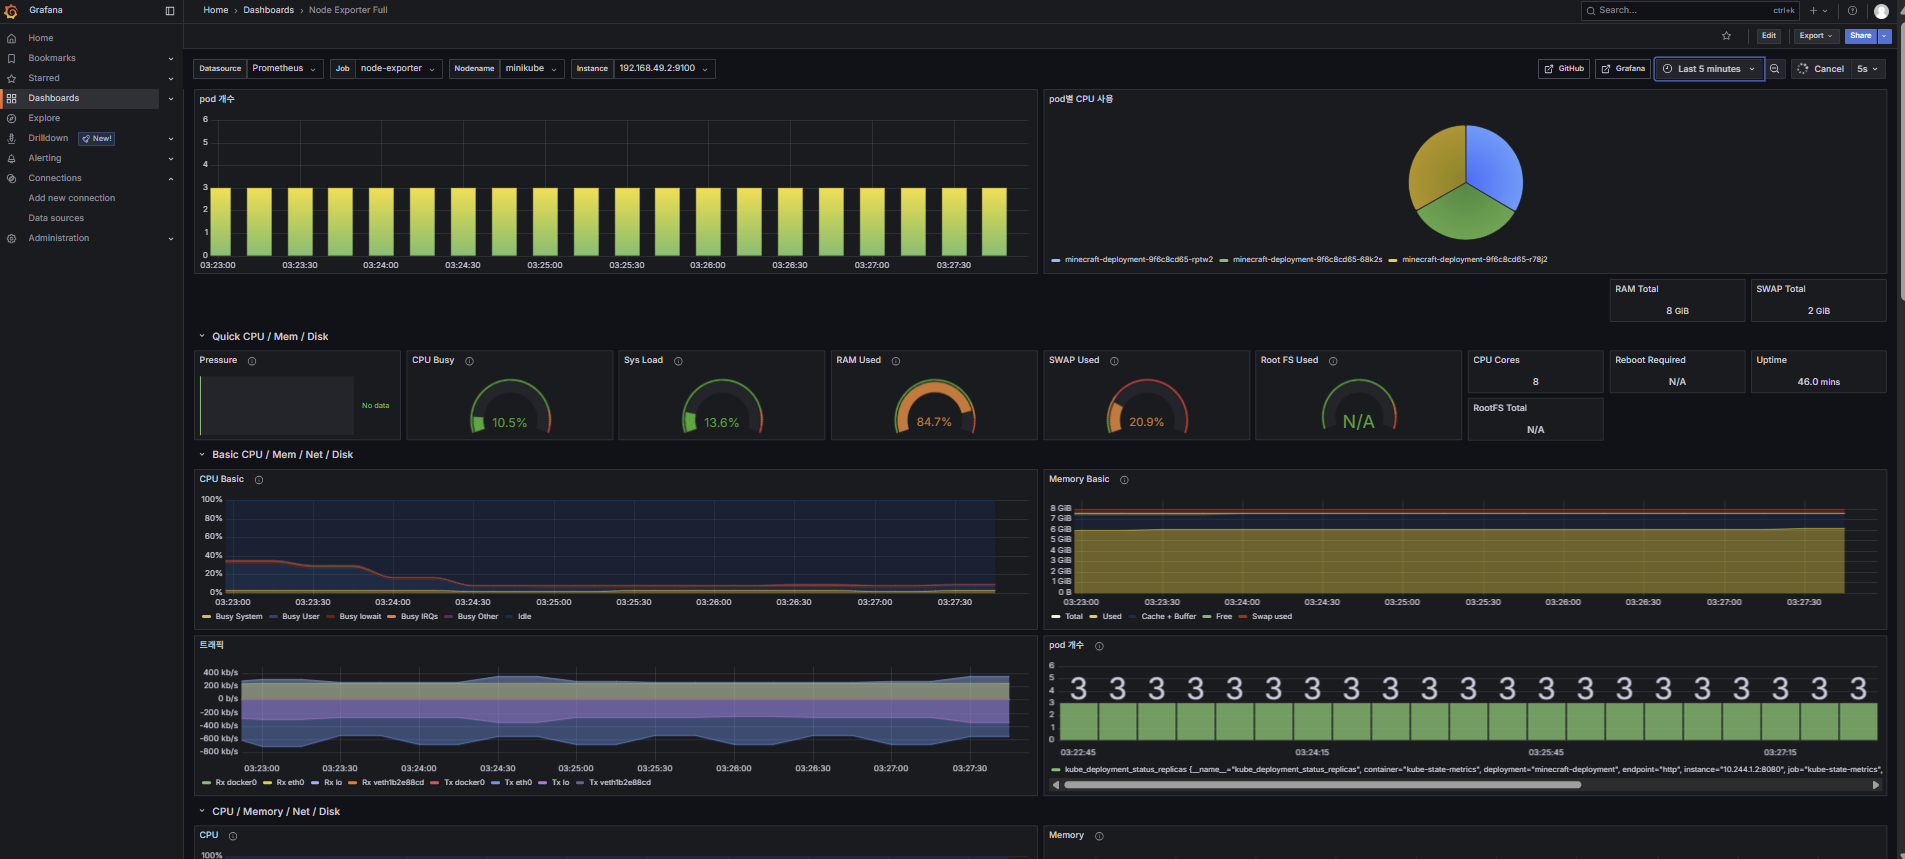 Grafana
Home › Dashboards › Node Exporter Full
Search...
ctrl+k
Home
Bookmarks
Starred
Dashboards
Explore
Drilldown
New!
Alerting
Connections
Add new connection
Data sources
Administration
Edit
Export
Share
Datasource
Prometheus
Job
node-exporter
Nodename
minikube
Instance
192.168.49.2:9100
GitHub
Grafana
Last 5 minutes
Cancel
5s
pod 개수
6
5
4
3
2
1
0
03:23:00 03:23:30 03:24:00 03:24:30 03:25:00 03:25:30 03:26:00 03:26:30 03:27:00 03:27:30
pod별 CPU 사용
minecraft-deployment-9f6c8cd65-rptw2 minecraft-deployment-9f6c8cd65-68k2s minecraft-deployment-9f6c8cd65-r78j2
RAM Total
8 GiB
SWAP Total
2 GiB
Quick CPU / Mem / Disk
Pressure
No data
CPU Busy
10.5%
Sys Load
13.6%
RAM Used
84.7%
SWAP Used
20.9%
Root FS Used
N/A
CPU Cores
8
Reboot Required
N/A
Uptime
46.0 mins
RootFS Total
N/A
Basic CPU / Mem / Net / Disk
CPU Basic
100%
80%
60%
40%
20%
0%
03:23:00 03:23:30 03:24:00 03:24:30 03:25:00 03:25:30 03:26:00 03:26:30 03:27:00 03:27:30
Busy System Busy User Busy Iowait Busy IRQs Busy Other Idle
Memory Basic
8 GiB
7 GiB
6 GiB
5 GiB
4 GiB
3 GiB
2 GiB
1 GiB
0 B
03:23:00 03:23:30 03:24:00 03:24:30 03:25:00 03:25:30 03:26:00 03:26:30 03:27:00 03:27:30
Total Used Cache + Buffer Free Swap used
트래픽
400 kb/s
200 kb/s
0 b/s
-200 kb/s
-400 kb/s
-600 kb/s
-800 kb/s
03:23:00 03:23:30 03:24:00 03:24:30 03:25:00 03:25:30 03:26:00 03:26:30 03:27:00 03:27:30
Rx docker0 Rx eth0 Rx lo Rx veth1b2e88cd Tx docker0 Tx eth0 Tx lo Tx veth1b2e88cd
pod 개수
6
5
4
3
2
1
0
3 3 3 3 3 3 3 3 3 3 3 3 3 3 3 3 3 3 3 3 3
03:22:45 03:24:15 03:25:45 03:27:15
kube_deployment_status_replicas {__name__="kube_deployment_status_replicas", container="kube-state-metrics", deployment="minecraft-deployment", endpoint="http", instance="10.244.1.2:8080", job="kube-state-metrics",
CPU / Memory / Net / Disk
CPU
100%
Memory